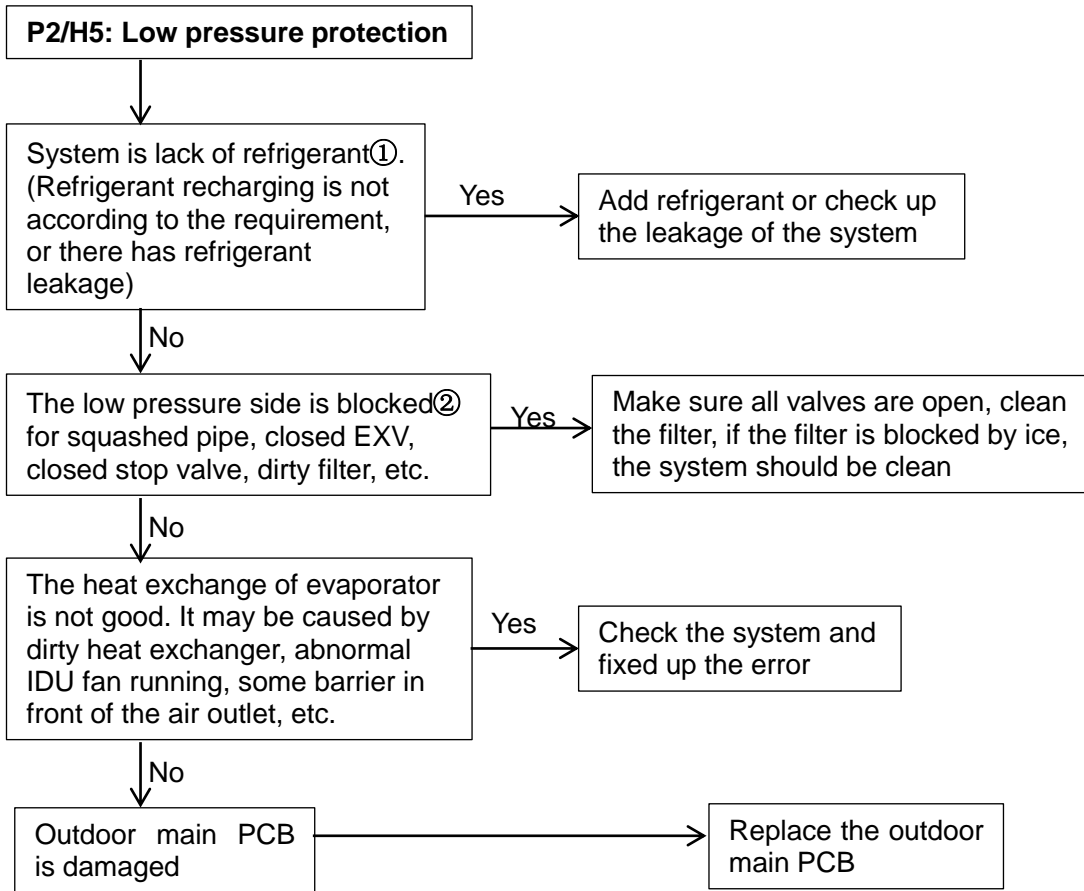 P2/H5: Low pressure protection
System is lack of refrigerant①.
(Refrigerant recharging is not
according to the requirement,
or there has refrigerant
leakage)
Yes
Add refrigerant or check up
the leakage of the system
No
The low pressure side is blocked②
for squashed pipe, closed EXV,
closed stop valve, dirty filter, etc.
Yes
Make sure all valves are open, clean
the filter, if the filter is blocked by ice,
the system should be clean
No
The heat exchange of evaporator
is not good. It may be caused by
dirty heat exchanger, abnormal
IDU fan running, some barrier in
front of the air outlet, etc.
Yes
Check the system and
fixed up the error
No
Outdoor main PCB
is damaged
Replace the outdoor
main PCB